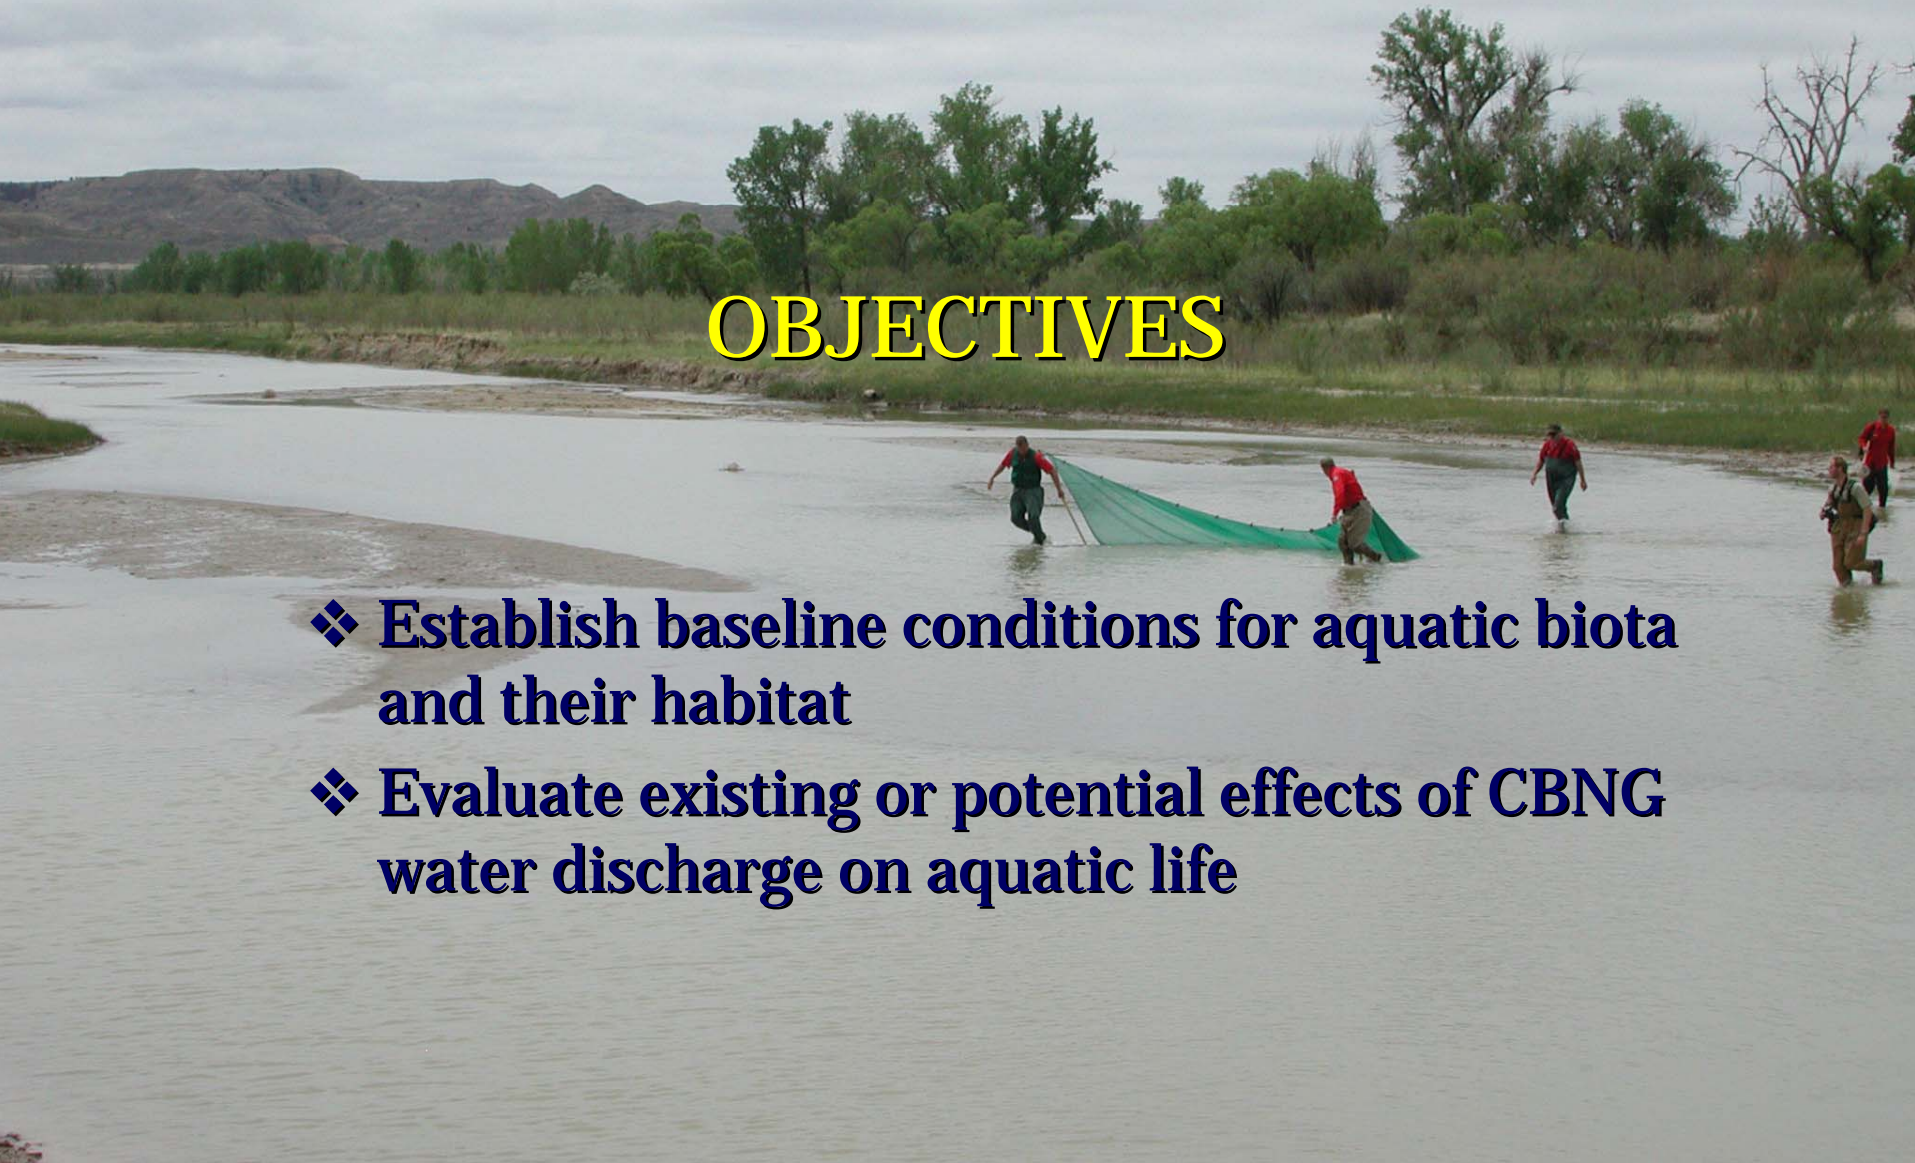 OBJECTIVES
❖ Establish baseline conditions for aquatic biota
and their habitat
❖ Evaluate existing or potential effects of CBNG
water discharge on aquatic life